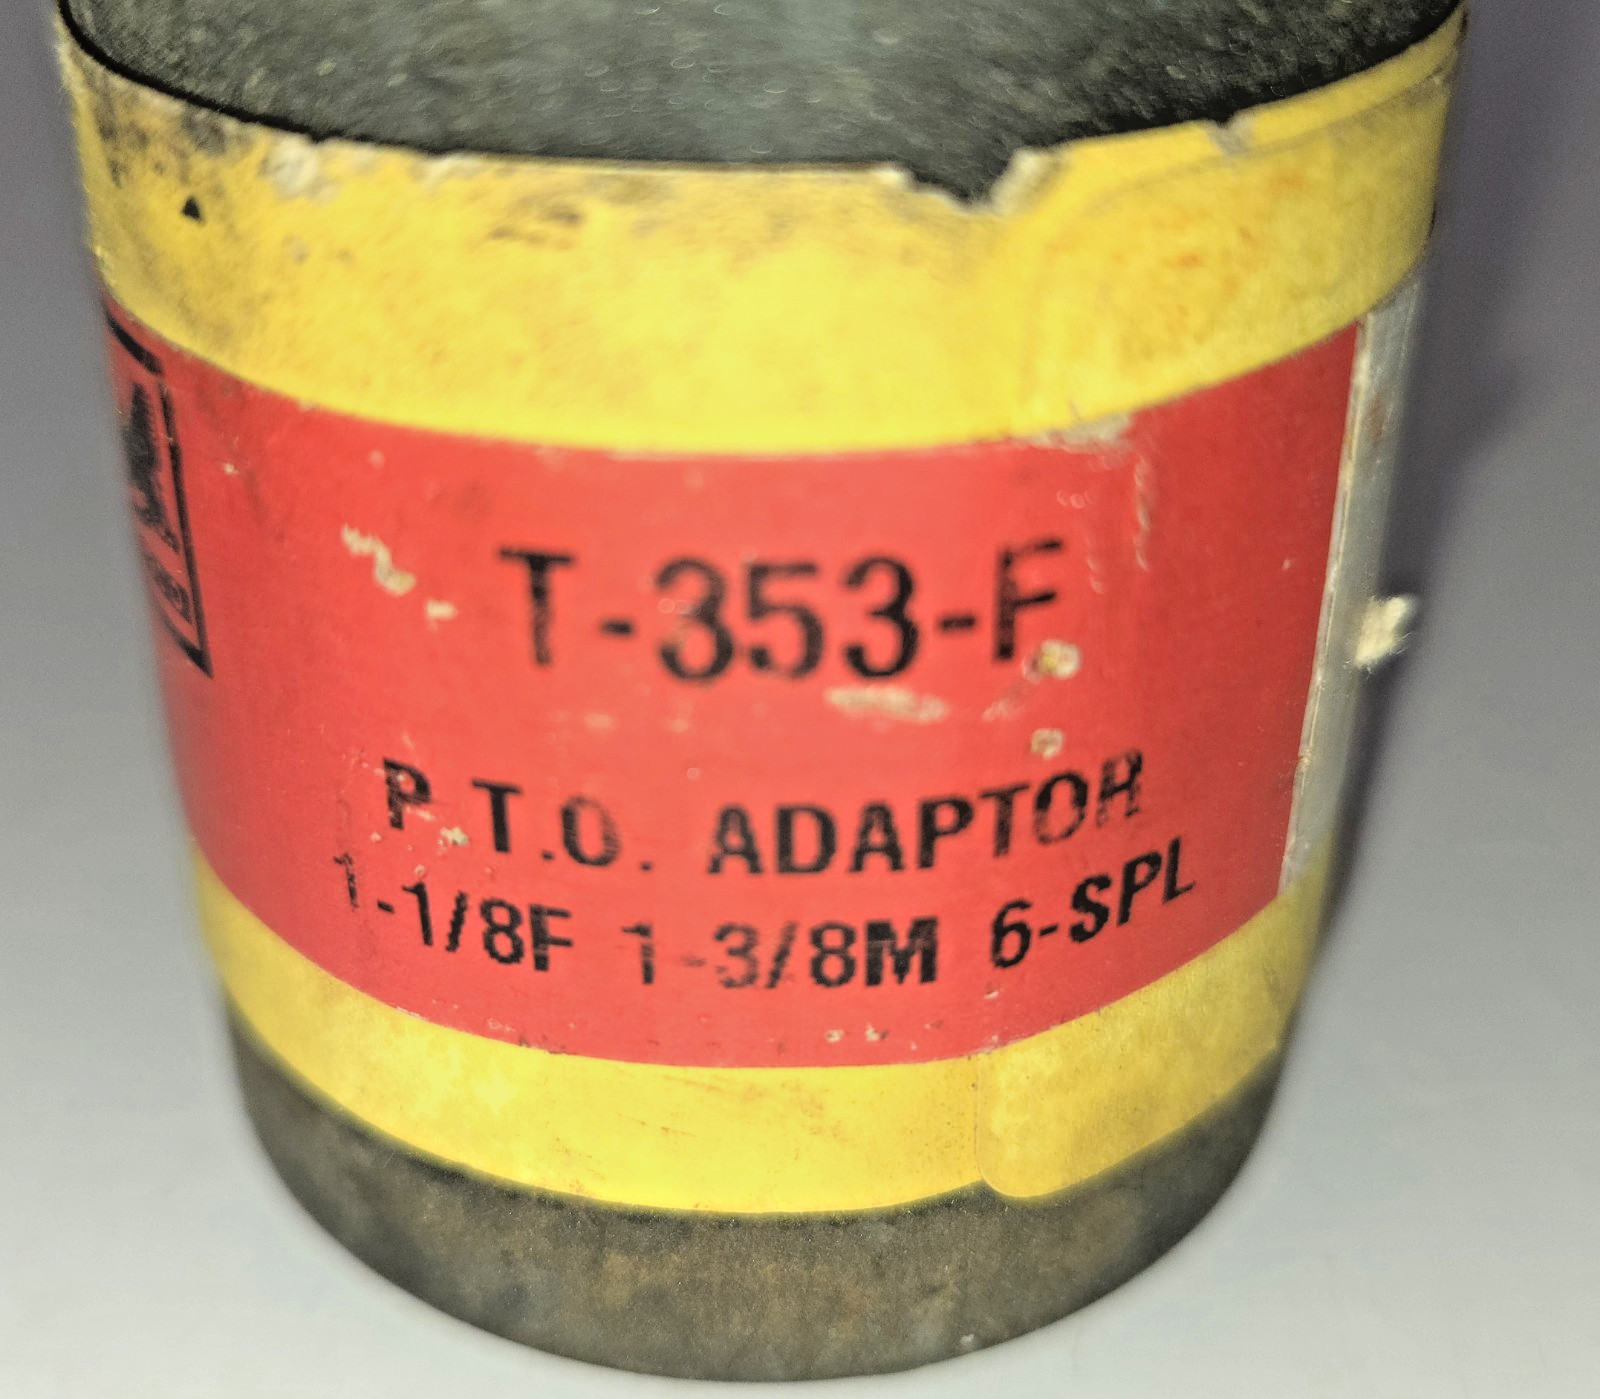 T-353-F
P.T.O. ADAPTOR
1-1/8F 1-3/8M 6-SPL